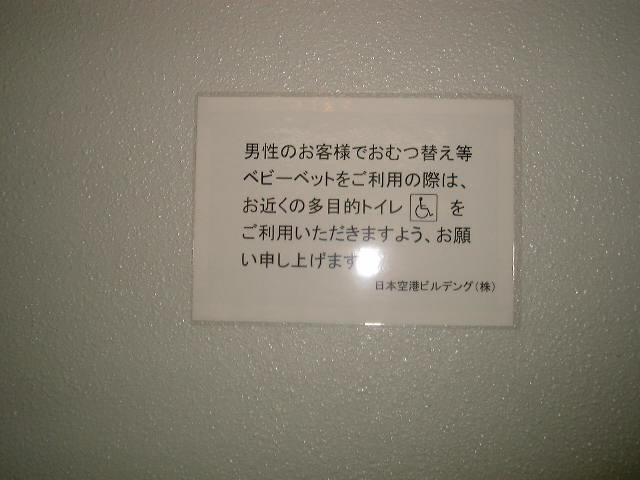 男性のお客様でおむつ替え等
ベビーベットをご利用の際は、
お近くの多目的トイレ を
ご利用いただきますよう、お願
い申し上げます
日本空港ビルデング(株)